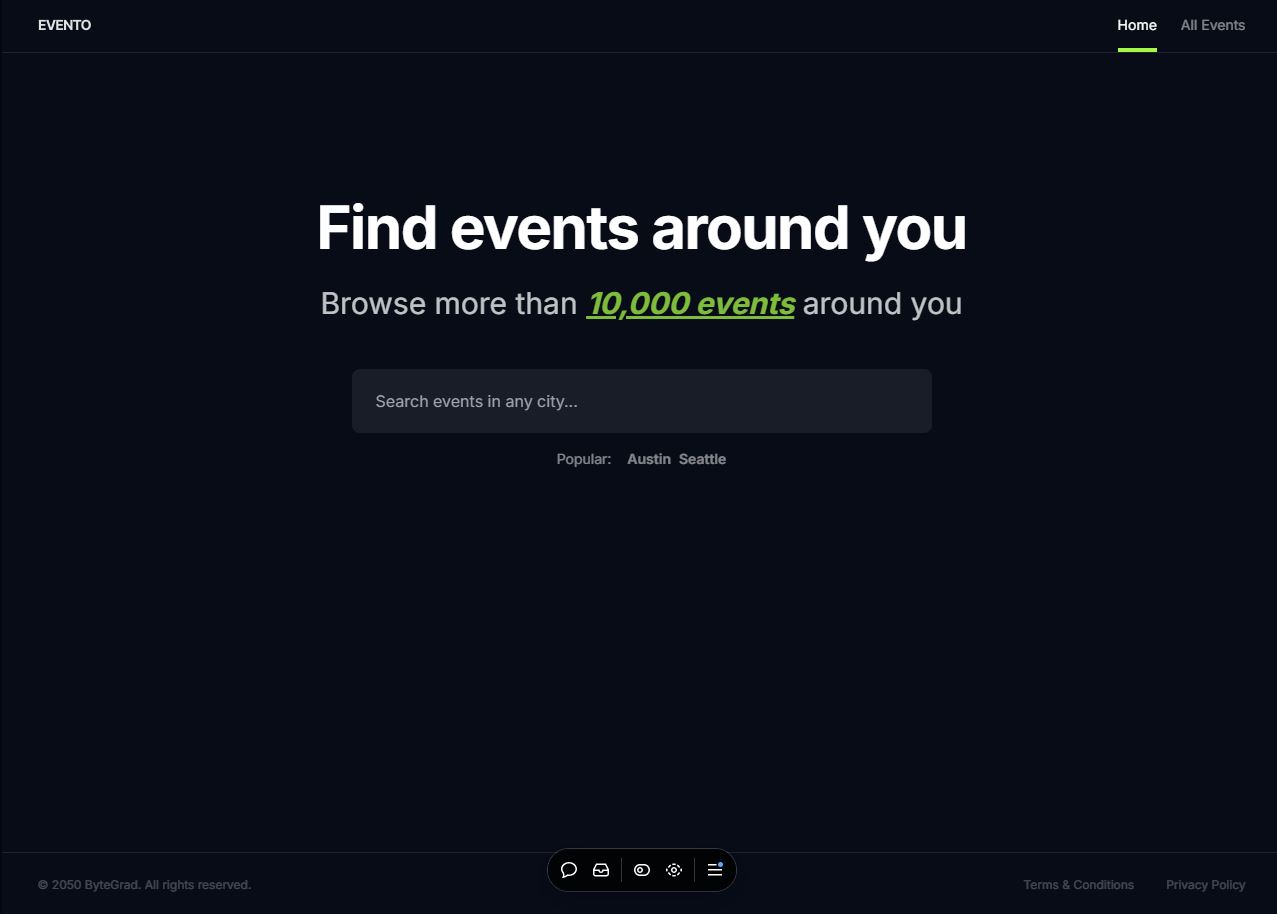 EVENTO
Home All Events
Find events around you
Browse more than 10,000 events around you
Search events in any city...
Popular: Austin Seattle
© 2050 ByteGrad. All rights reserved.
Terms & Conditions Privacy Policy